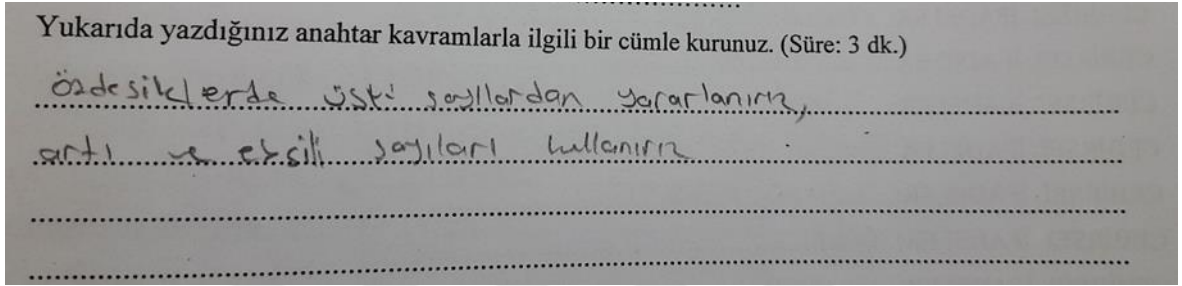 Yukarıda yazdığınız anahtar kavramlarla ilgili bir cümle kurunuz. (Süre: 3 dk.)
özdesiklerde üstü sayılardan yararlanırız,
artı ve eksili sayıları kullanırız